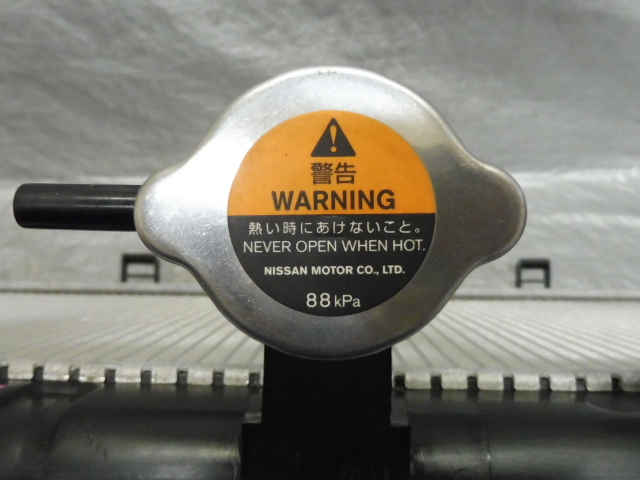 警告
WARNING
熱い時にあけないこと。
NEVER OPEN WHEN HOT.
NISSAN MOTOR CO., LTD.
88 kPa